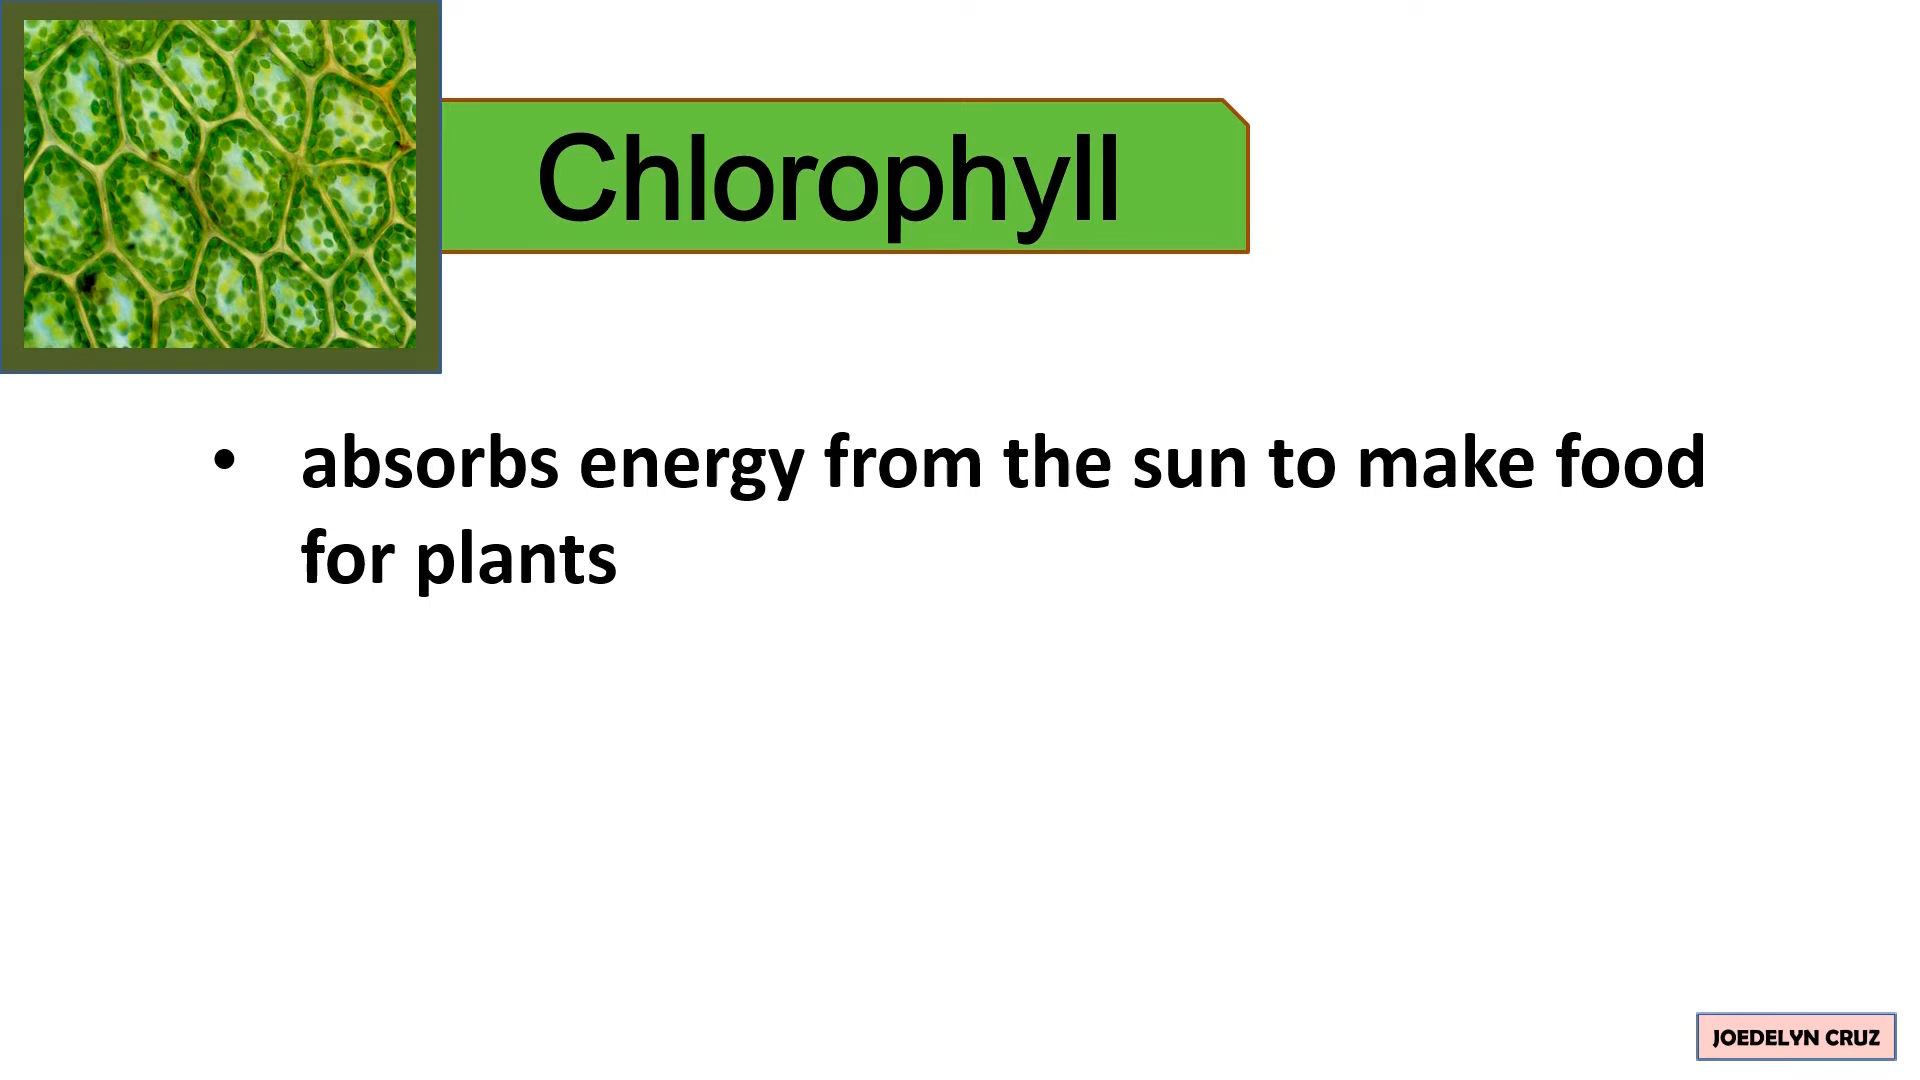 Chlorophyll
• absorbs energy from the sun to make food
for plants
JOEDELYN CRUZ